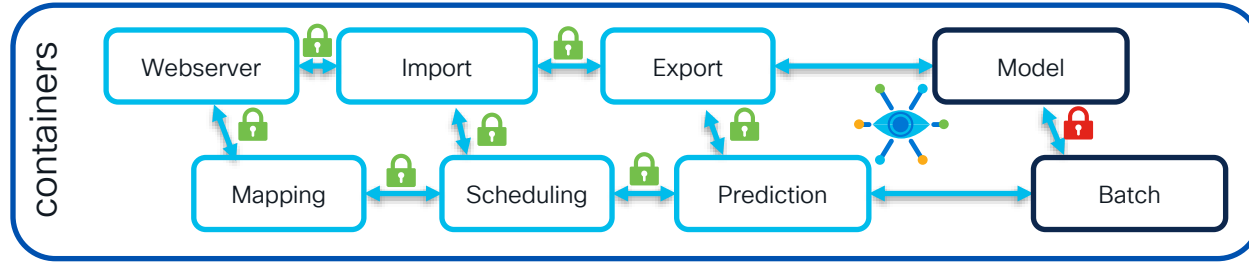 containers
Webserver
Import
Export
Model
Mapping
Scheduling
Prediction
Batch